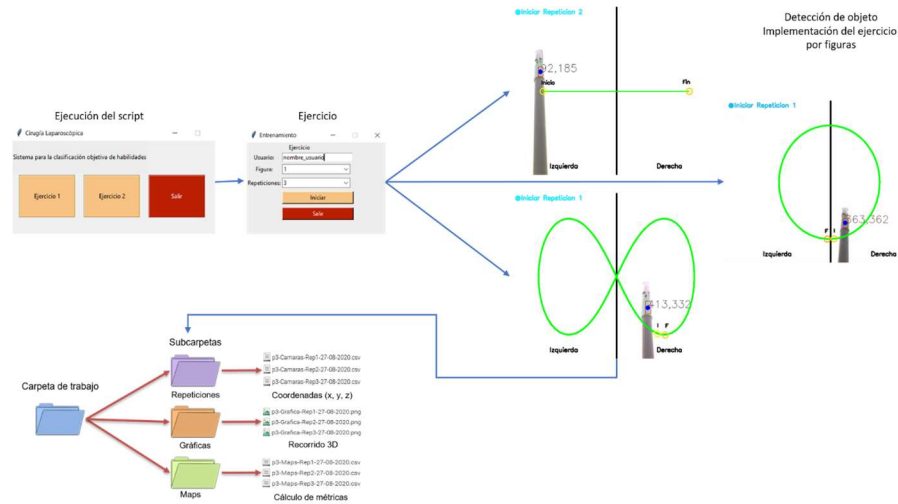 Ejecución del script
Cirugía Laparoscópica
Sistema para la clasificación objetiva de habilidades
Ejercicio 1
Ejercicio 2
Salir
Ejercicio
Entrenamiento
Ejercicio
Usuario:
nombre_usuario
Figura:
1
Repeticiones:
3
Iniciar
Salir
Iniciar Repeticion 2
92,185
Inicio
Fin
Izquierda
Derecha
Iniciar Repeticion 1
413,332
I F
Izquierda
Derecha
Detección de objeto
Implementación del ejercicio
por figuras
Iniciar Repeticion 1
363,362
F I
Izquierda
Derecha
Carpeta de trabajo
Subcarpetas
Repeticiones
p3-Camaras-Rep1-27-08-2020.csv
p3-Camaras-Rep2-27-08-2020.csv
p3-Camaras-Rep3-27-08-2020.csv
Coordenadas (x, y, z)
Gráficas
p3-Grafica-Rep1-27-08-2020.png
p3-Grafica-Rep2-27-08-2020.png
p3-Grafica-Rep3-27-08-2020.png
Recorrido 3D
Maps
p3-Maps-Rep1-27-08-2020.csv
p3-Maps-Rep2-27-08-2020.csv
p3-Maps-Rep3-27-08-2020.csv
Cálculo de métricas